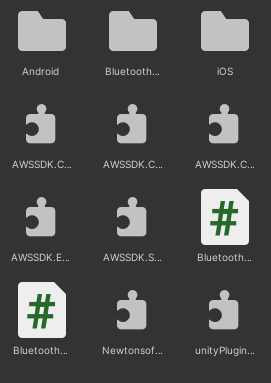 Android
Bluetooth...
iOS
AWSSDK.C...
AWSSDK.C...
AWSSDK.C...
AWSSDK.E...
AWSSDK.S...
Bluetooth...
Bluetooth...
Newtonsof...
unityPlugin...